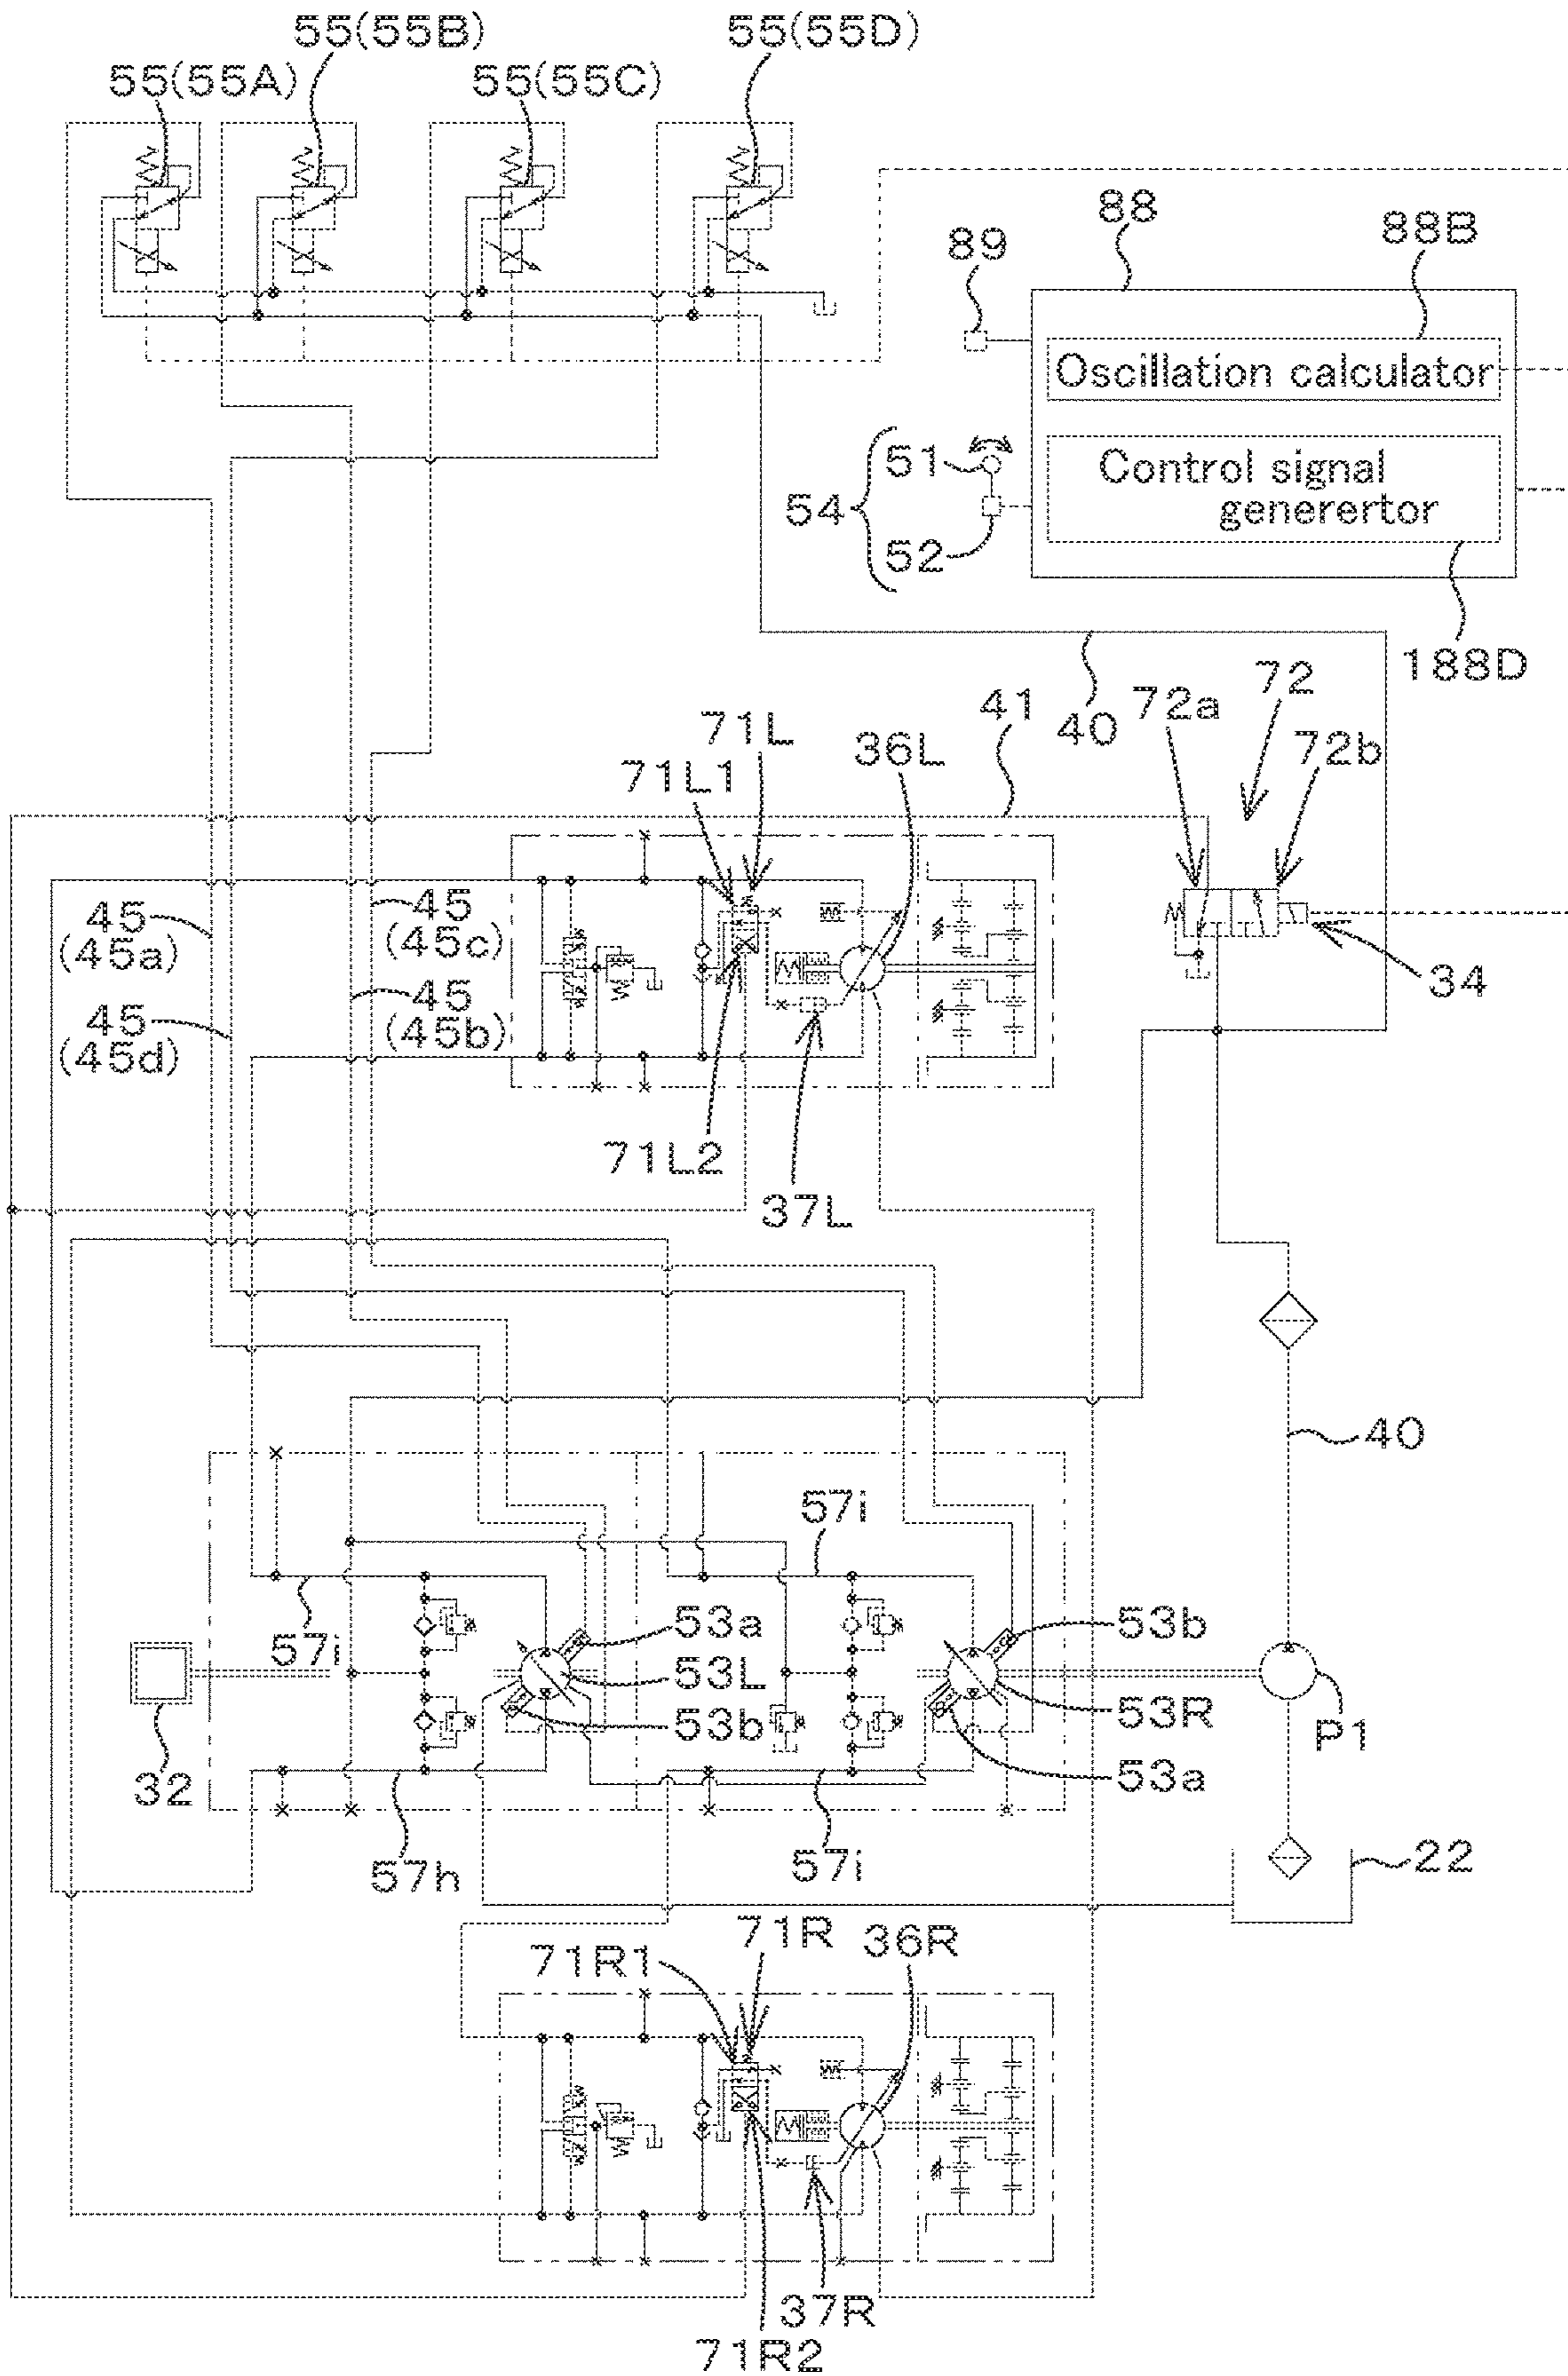 55(55B)
55(55D)
55(55A)
55(55C)
88
88B
89
Oscillation calculator
51
54
52
Control signal
generertor
188D
72
72a
40
41
71L
36L
71L1
72b
45
(45a)
45
(45c)
34
45
(45b)
45
(45d)
71L2
37L
40
57i
57i
53a
53b
53L
53R
53b
P1
32
53a
57h
57i
22
71R1
71R
36R
37R
71R2